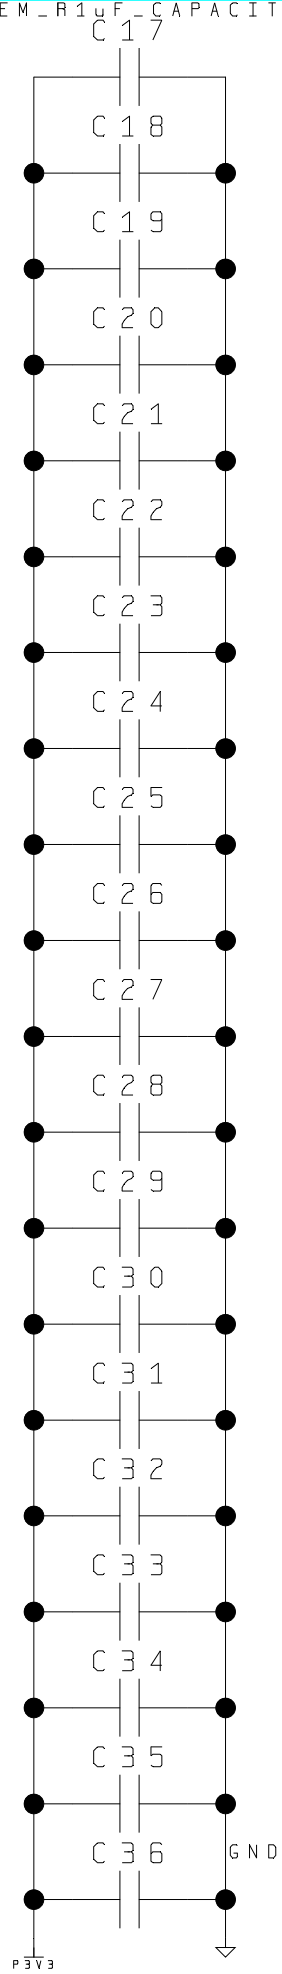 EM_R1uF_CAPACIT
C17
C18
C19
C20
C21
C22
C23
C24
C25
C26
C27
C28
C29
C30
C31
C32
C33
C34
C35
C36
GND
P3V3